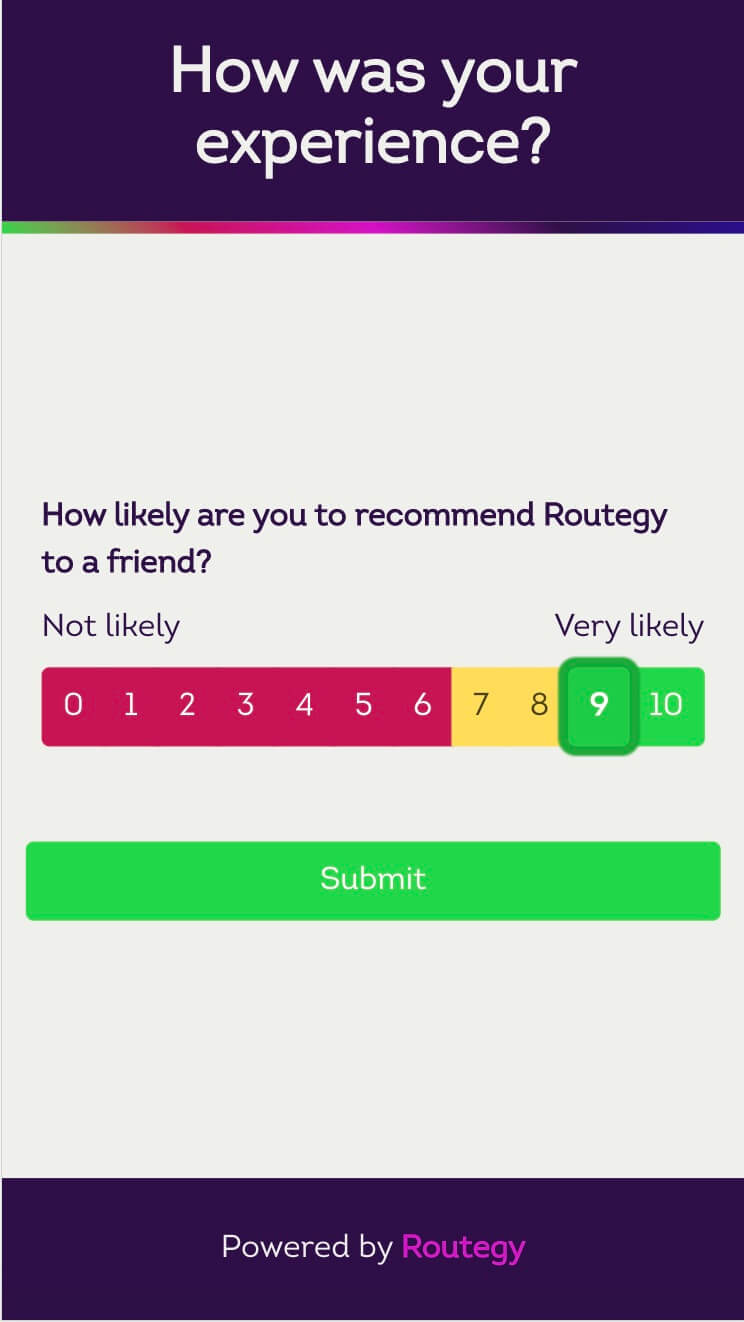 How was your
experience?
How likely are you to recommend Routegy
to a friend?
Not likely Very likely
0 1 2 3 4 5 6 7 8 9 10
Submit
Powered by Routegy